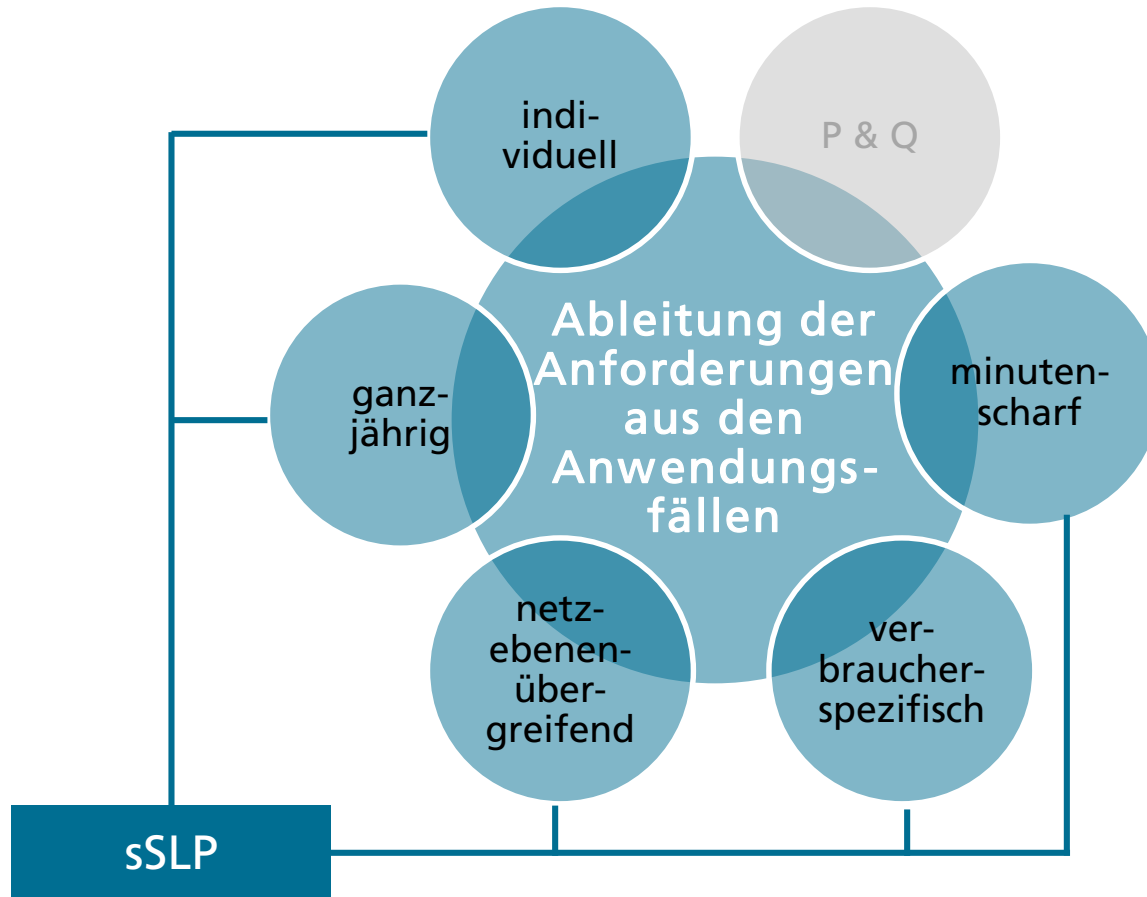 indi-
viduell
P & Q
Ableitung der
Anforderungen
aus den
Anwendungs-
fällen
minuten-
scharf
ganz-
jährig
netz-
ebenen-
über-
greifend
ver-
braucher-
spezifisch
sSLP